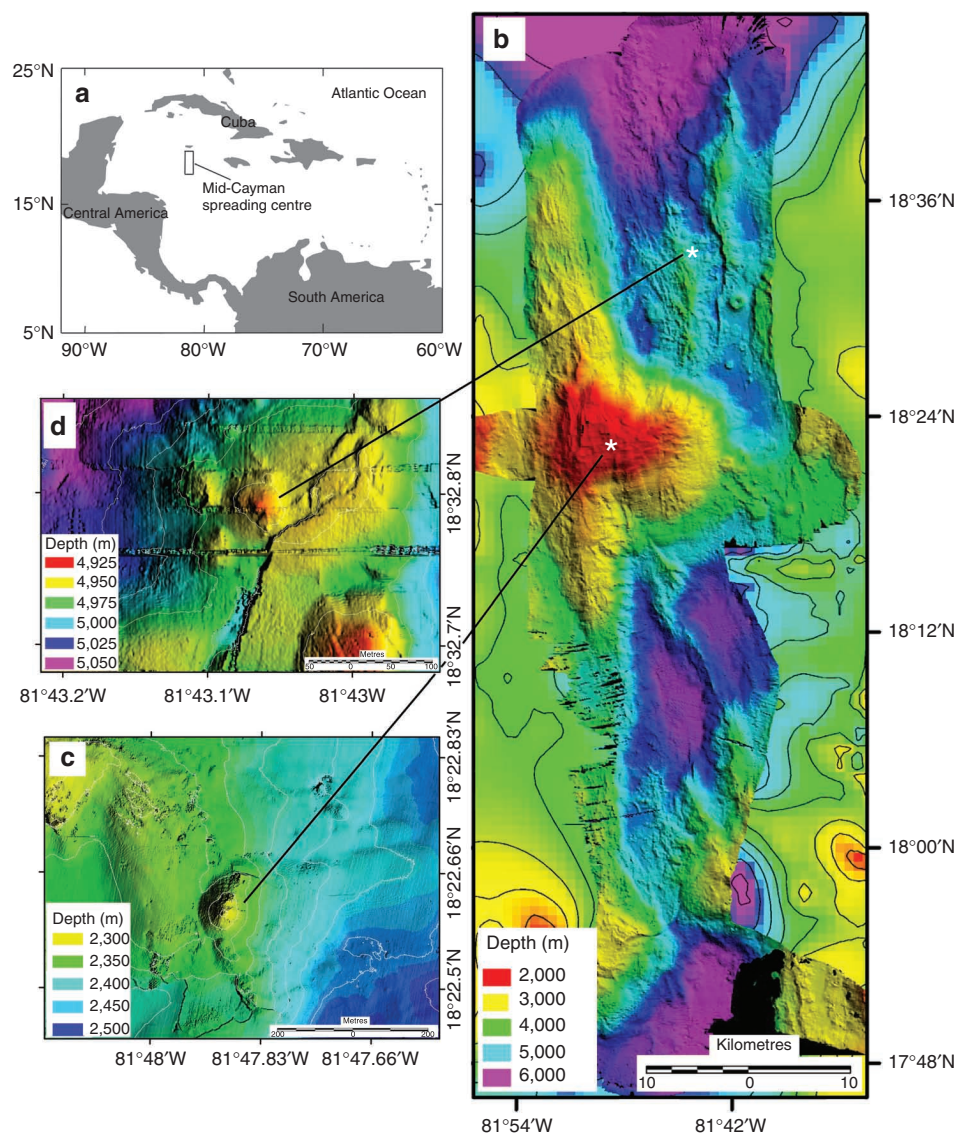 a
25°N
15°N
5°N
90°W
80°W
70°W
60°W
Atlantic Ocean
Cuba
Mid-Cayman
spreading centre
Central America
South America
b
18°36′N
18°24′N
18°12′N
18°00′N
17°48′N
81°54′W
81°42′W
Depth (m)
2,000
3,000
4,000
5,000
6,000
Kilometres
10 0 10
d
Depth (m)
4,925
4,950
4,975
5,000
5,025
5,050
Metres
50 0 50 100
81°43.2′W
81°43.1′W
81°43′W
18°32.8′N
18°32.7′N
c
Depth (m)
2,300
2,350
2,400
2,450
2,500
Metres
200 0 200
81°48′W
81°47.83′W
81°47.66′W
18°22.83′N
18°22.66′N
18°22.5′N